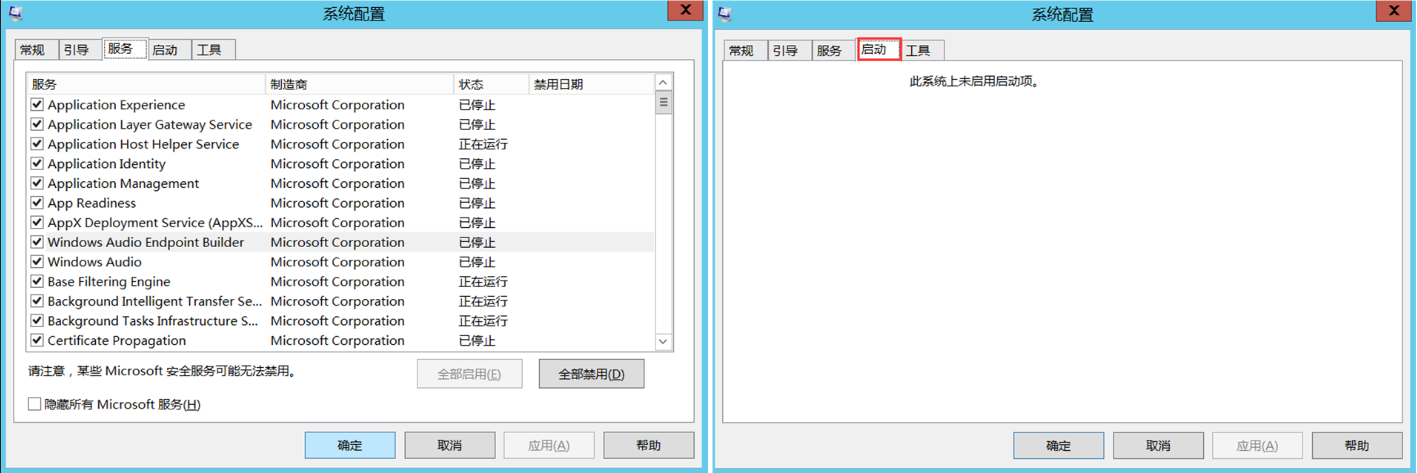 系统配置
常规 引导 服务 启动 工具
服务 制造商 状态 禁用日期
Application Experience Microsoft Corporation 已停止
Application Layer Gateway Service Microsoft Corporation 已停止
Application Host Helper Service Microsoft Corporation 正在运行
Application Identity Microsoft Corporation 已停止
Application Management Microsoft Corporation 已停止
App Readiness Microsoft Corporation 已停止
AppX Deployment Service (AppXS... Microsoft Corporation 已停止
Windows Audio Endpoint Builder Microsoft Corporation 已停止
Windows Audio Microsoft Corporation 已停止
Base Filtering Engine Microsoft Corporation 正在运行
Background Intelligent Transfer Se... Microsoft Corporation 正在运行
Background Tasks Infrastructure S... Microsoft Corporation 正在运行
Certificate Propagation Microsoft Corporation 已停止
请注意，某些 Microsoft 安全服务可能无法禁用。
全部启用(E) 全部禁用(D)
隐藏所有 Microsoft 服务(H)
确定 取消 应用(A) 帮助
系统配置
常规 引导 服务 启动 工具
此系统上未启用启动项。
确定 取消 应用(A) 帮助